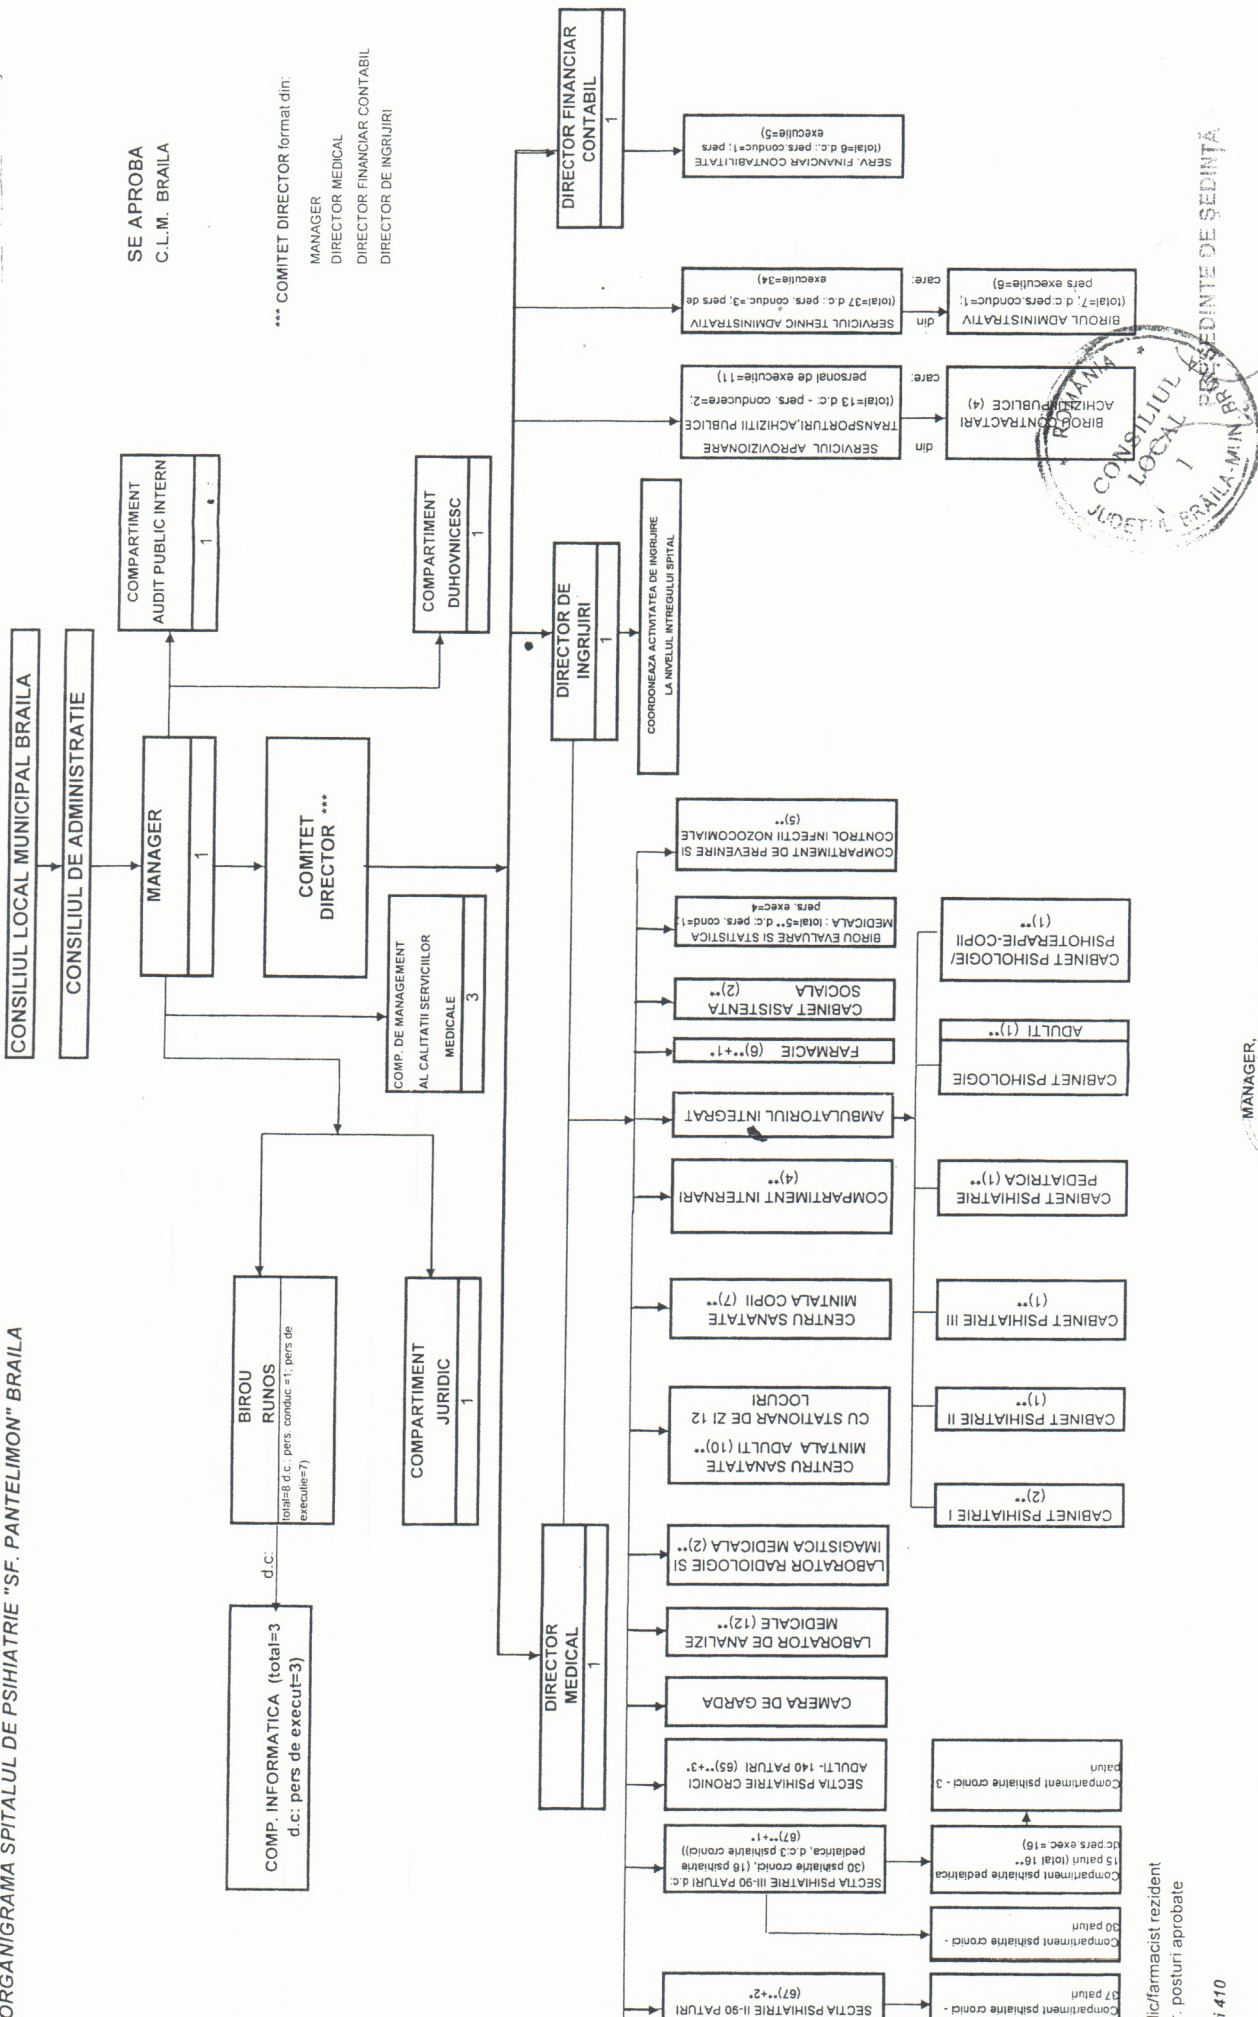 ORGANIGRAMA SPITALUL DE PSIHIATRIE "SF. PANTELIMON" BRAILA
SE APROBA
C.L.M. BRAILA
CONSILIUL LOCAL MUNICIPAL BRAILA
CONSILIUL DE ADMINISTRATIE
MANAGER
1
COMPARTIMENT
AUDIT PUBLIC INTERN
1
COMPARTIMENT
DUHOVNICESC
1
*** COMITET DIRECTOR format din:
MANAGER
DIRECTOR MEDICAL
DIRECTOR FINANCIAR CONTABIL
DIRECTOR DE INGRIJIRI
COMITET
DIRECTOR ***
COMP. DE MANAGEMENT
AL CALITATII SERVICIILOR
MEDICALE
3
BIROU
RUNOS
total=8 d.c.; pers. conduc =1; pers de
executie=7)
d.c:
COMP. INFORMATICA (total=3
d.c: pers de execut=3)
COMPARTIMENT
JURIDIC
1
DIRECTOR
MEDICAL
1
DIRECTOR DE
INGRIJIRI
1
DIRECTOR FINANCIAR
CONTABIL
1
COORDONEAZA ACTIVITATEA DE INGRIJIRE
LA NIVELUL INTREGULUI SPITAL
SERVICIUL APROVIZIONARE
TRANSPORTURI,ACHIZITII PUBLICE
(total=13 d.c: - pers. conducere=2;
personal de executie=11)
din
care:
BIROU CONTRACTARI
ACHIZITII PUBLICE (4)
SERVICIUL TEHNIC ADMINISTRATIV
(total=37 d.c.: pers. conduc.=3; pers de
executie=34)
din
care:
BIROUL ADMINISTRATIV
(total=7; d.c:pers.conduc=1;
pers executie=6)
SERV. FINANCIAR CONTABILITATE
(total=6 d.c.: pers.conduc=1; pers
executie=5)
SECTIA PSIHIATRIE II-90 PATURI
(67)**+2*
Compartiment psihiatrie cronici -
37 paturi
SECTIA PSIHIATRIE III-90 PATURI d.c:
(30 psihiatrie cronici, (16 psihiatrie
pediatrica, d.c:3 psihiatrie cronici))
(67)**+1*
Compartiment psihiatrie cronici -
30 paturi
Compartiment psihiatrie pediatrica
15 paturi (total 16**
dc:pers.exec.=16)
Compartiment psihiatrie cronici - 3
paturi
SECTIA PSIHIATRIE CRONICI
ADULTI- 140 PATURI (65)**+3*
CAMERA DE GARDA
LABORATOR DE ANALIZE
MEDICALE (12)**
LABORATOR RADIOLOGIE SI
IMAGISTICA MEDICALA (2)**
CENTRU SANATATE
MINTALA ADULTI (10)**
CU STATIONAR DE ZI 12
LOCURI
CENTRU SANATATE
MINTALA COPII (7)**
COMPARTIMENT INTERNARI
(4)**
AMBULATORIUL INTEGRAT
FARMACIE (6)**+1*
CABINET ASISTENTA
SOCIALA (2)**
BIROU EVALUARE SI STATISTICA
MEDICALA : total=5** d.c: pers. cond=1;
pers. exec=4
COMPARTIMENT DE PREVENIRE SI
CONTROL INFECTII NOZOCOMIALE
(5)**
CABINET PSIHIATRIE I
(2)**
CABINET PSIHIATRIE II
(1)**
CABINET PSIHIATRIE III
(1)**
CABINET PSIHIATRIE
PEDIATRICA (1)**
CABINET PSIHOLOGIE
ADULTI (1)**
CABINET PSIHOLOGIE/
PSIHOTERAPIE-COPII
(1)**
lic/farmacist rezident
posturi aprobate
i 410
MANAGER,
PRESEDINTE DE ŞEDINŢĂ
ROMANIA
CONSILIUL
LOCAL
1
JUDEŢUL BRĂILA-MUN. BRĂILA